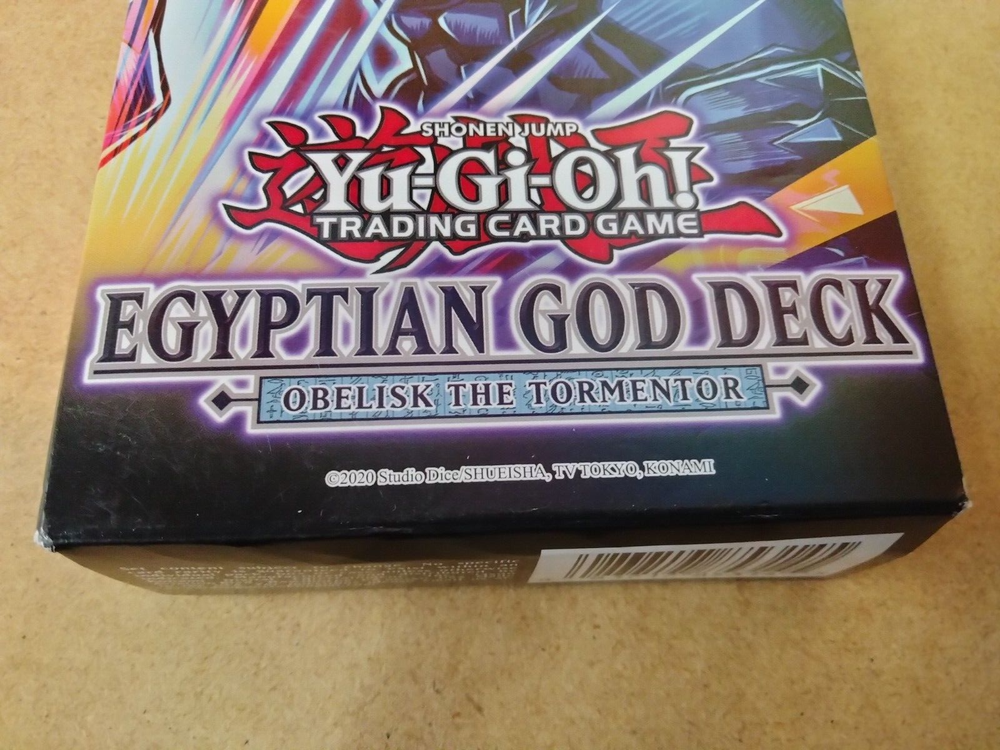 SHONEN JUMP
Yu-Gi-Oh!
TRADING CARD GAME
EGYPTIAN GOD DECK
OBELISK THE TORMENTOR
©2020 Studio Dice/SHUEISHA, TV TOKYO, KONAMI